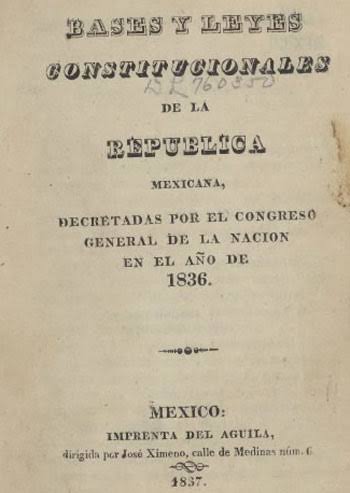 BASES Y LEYES
CONSTITUCIONALES
DE LA
REPUBLICA
MEXICANA,
DECRETADAS POR EL CONGRESO
GENERAL DE LA NACION
EN EL AÑO DE
1836.
MEXICO:
IMPRENTA DEL AGUILA,
dirigida por José Ximeno, calle de Medinas núm. 6
1837.